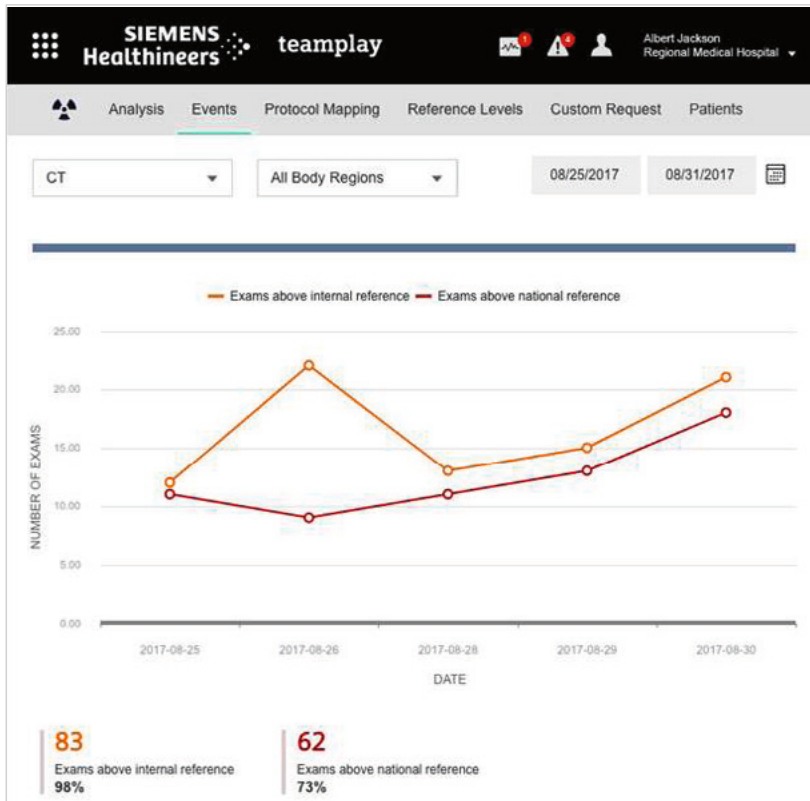 SIEMENS
Healthineers
teamplay
1
4
Albert Jackson
Regional Medical Hospital
Analysis Events Protocol Mapping Reference Levels Custom Request Patients
CT All Body Regions 08/25/2017 08/31/2017
Exams above internal reference Exams above national reference
25.00
20.00
15.00
10.00
5.00
0.00
NUMBER OF EXAMS
2017-08-25 2017-08-26 2017-08-28 2017-08-29 2017-08-30
DATE
83
Exams above internal reference
98%
62
Exams above national reference
73%